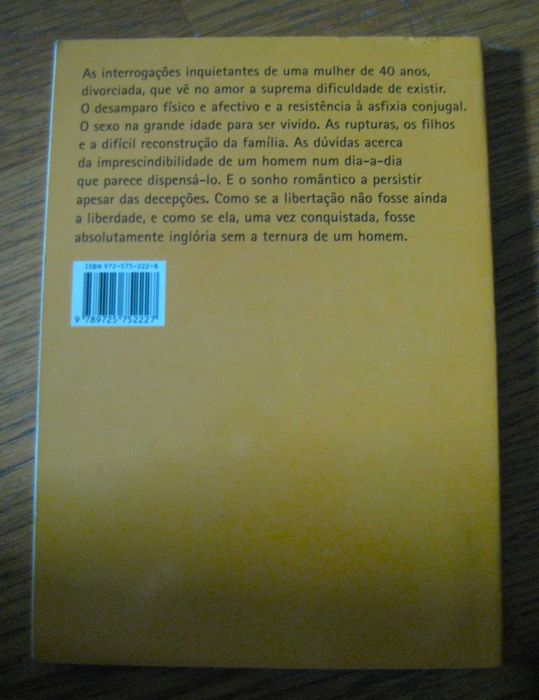 As interrogações inquietantes de uma mulher de 40 anos,
divorciada, que vê no amor a suprema dificuldade de existir.
O desamparo físico e afectivo e a resistência à asfixia conjugal.
O sexo na grande idade para ser vivido. As rupturas, os filhos
e a difícil reconstrução da família. As dúvidas acerca
da imprescindibilidade de um homem num dia-a-dia
que parece dispensá-lo. E o sonho romântico a persistir
apesar das decepções. Como se a libertação não fosse ainda
a liberdade, e como se ela, uma vez conquistada, fosse
absolutamente inglória sem a ternura de um homem.
ISBN 972-575-222-8
9 789725 752227